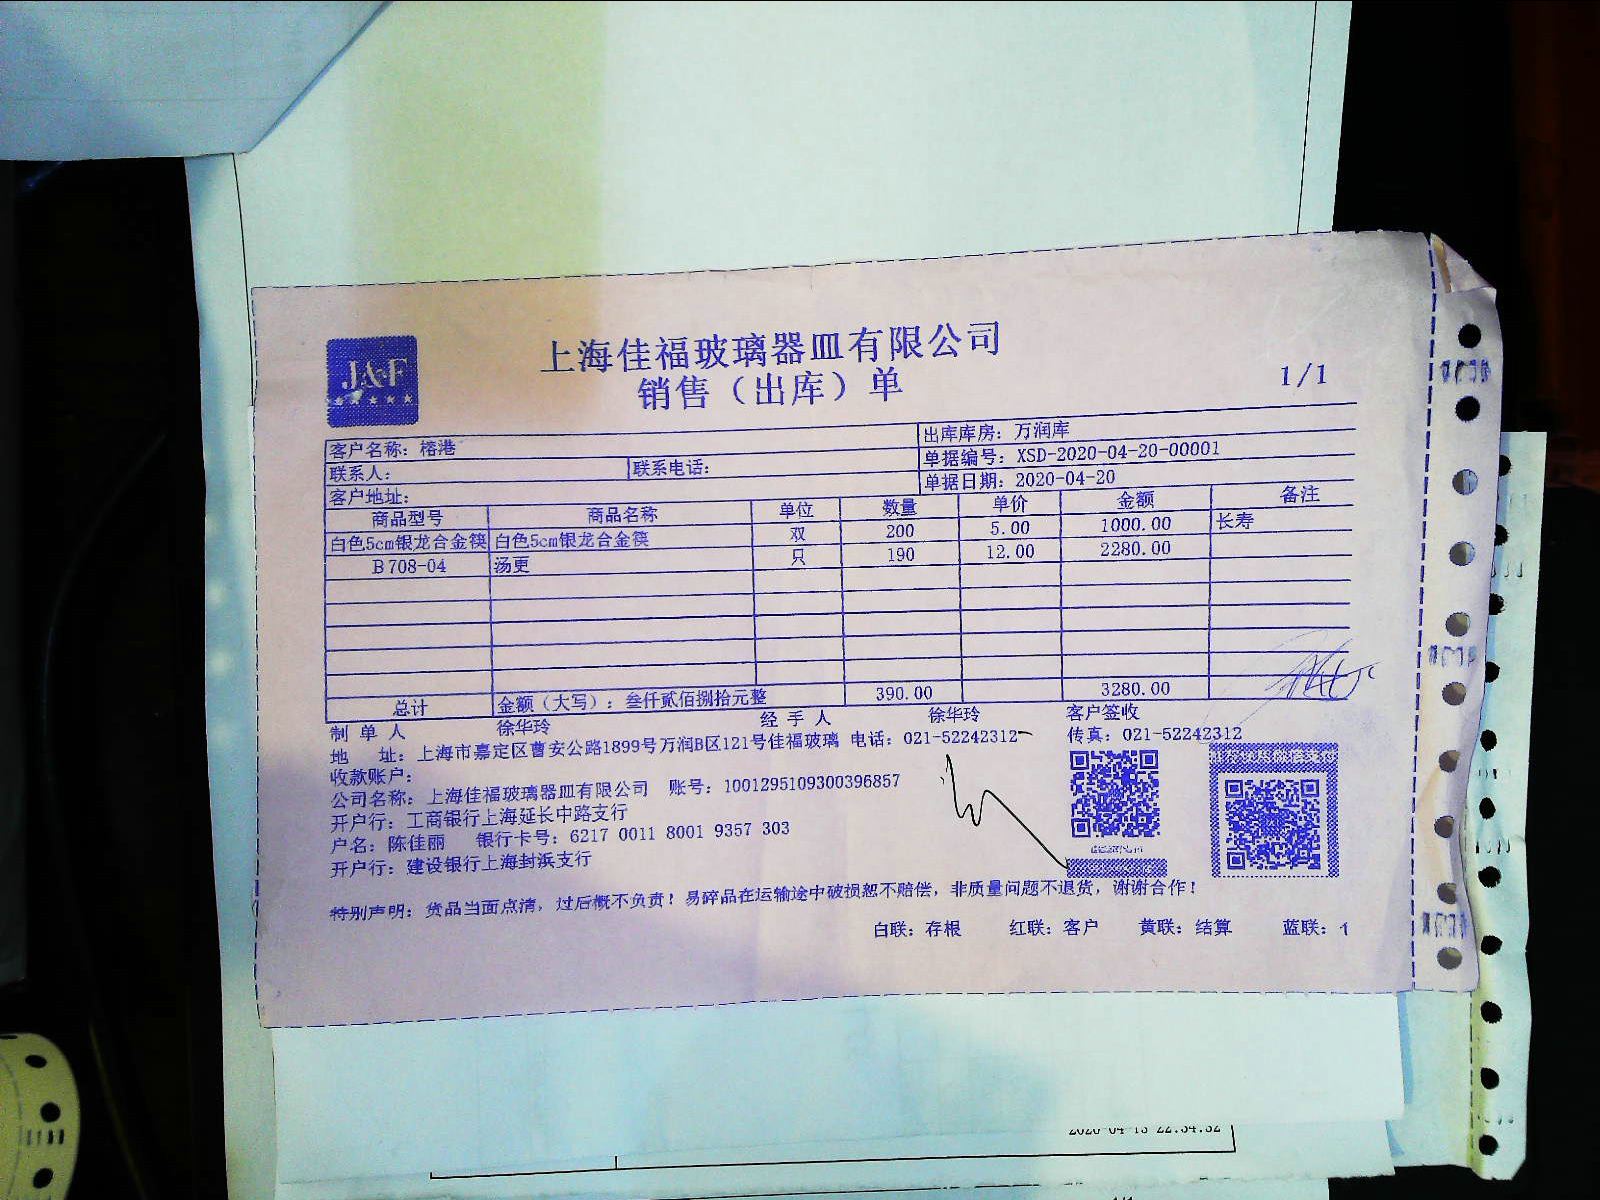 J&F
上海佳福玻璃器皿有限公司
销售（出库）单
1/1
客户名称：榕港 出库库房：万润库
联系人： 联系电话： 单据编号：XSD-2020-04-20-00001
客户地址： 单据日期：2020-04-20
商品型号 商品名称 单位 数量 单价 金额 备注
白色5cm银龙合金筷 白色5cm银龙合金筷 双 200 5.00 1000.00 长寿
B708-04 汤更 只 190 12.00 2280.00
总计 金额（大写）：叁仟贰佰捌拾元整 390.00 3280.00
制单人 徐华玲 经手人 徐华玲 客户签收
地 址：上海市嘉定区曹安公路1899号万润B区121号佳福玻璃 电话：021-52242312 传真：021-52242312
收款账户：
公司名称：上海佳福玻璃器皿有限公司 账号：1001295109300396857
开户行：工商银行上海延长中路支行
户名：陈佳丽 银行卡号：6217 0011 8001 9357 303
开户行：建设银行上海封浜支行
特别声明：货品当面点清，过后概不负责！易碎品在运输途中破损恕不赔偿，非质量问题不退货，谢谢合作！
白联：存根 红联：客户 黄联：结算 蓝联：
2020-04-13 22:34:32